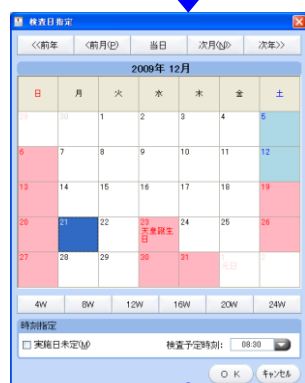 検査日指定
<<前年 <前月(P) 当日 次月(N)> 次年>>
2009年 12月
日 月 火 水 木 金 土
29 30 1 2 3 4 5
6 7 8 9 10 11 12
13 14 15 16 17 18 19
20 21 22 23 24 25 26
天皇誕生
日
27 28 29 30 31 1 2
元日
4W 8W 12W 16W 20W 24W
時刻指定
実施日未定(M) 検査予定時刻: 08:30
OK キャンセル